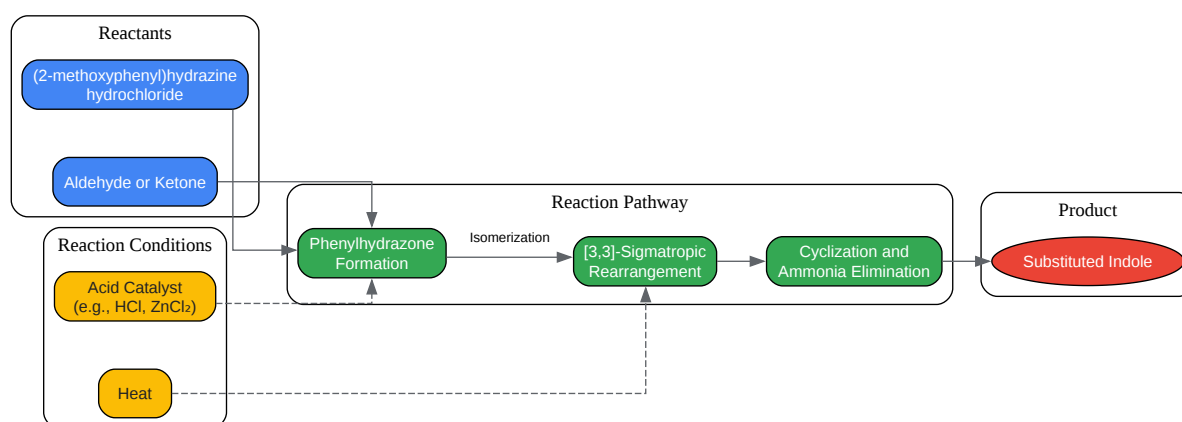 Reactants
(2-methoxyphenyl)hydrazine
hydrochloride
Aldehyde or Ketone
Reaction Conditions
Acid Catalyst
(e.g., HCl, ZnCl₂)
Heat
Reaction Pathway
Phenylhydrazone
Formation
Isomerization
[3,3]-Sigmatropic
Rearrangement
Cyclization and
Ammonia Elimination
Product
Substituted Indole